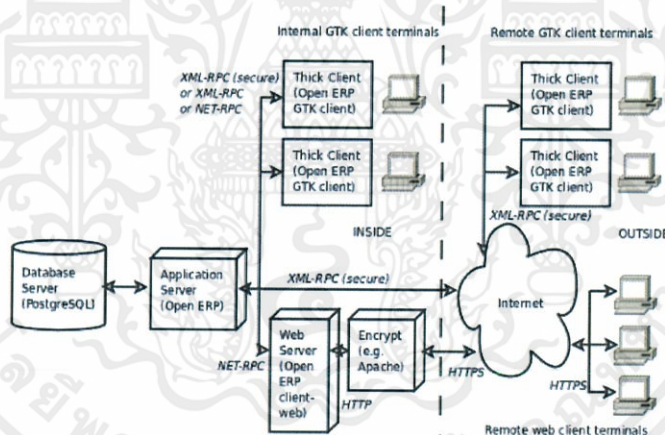 Internal GTK client terminals
Remote GTK client terminals
XML-RPC (secure)
or XML-RPC
or NET-RPC
Thick Client
(Open ERP
GTK client)
Thick Client
(Open ERP
GTK client)
Thick Client
(Open ERP
GTK client)
Thick Client
(Open ERP
GTK client)
XML-RPC (secure)
INSIDE
OUTSIDE
Database
Server
(PostgreSQL)
Application
Server
(Open ERP)
XML-RPC (secure)
Internet
NET-RPC
Web
Server
(Open
ERP
client-
web)
HTTP
Encrypt
(e.g.
Apache)
HTTPS
HTTPS
Remote web client terminals